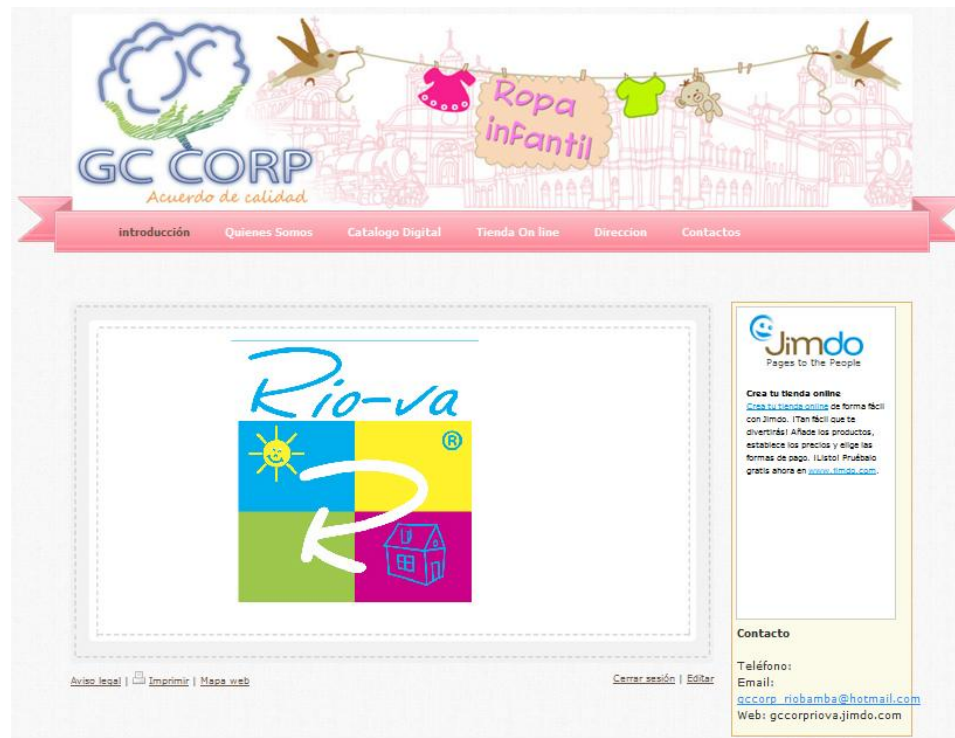 GC CORP
Acuerdo de calidad
Ropa
infantil
introducción Quienes Somos Catalogo Digital Tienda On line Direccion Contactos
Rio-va
®
R
Jimdo
Pages to the People
Crea tu tienda online
Crea tu tienda online de forma fácil
con Jimdo. ¡Tan fácil que te
divertirás! Añade los productos,
establece los precios y elige las
formas de pago. ¡Listo! Pruébalo
gratis ahora en www.jimdo.com.
Contacto
Teléfono:
Email:
gccorp_riobamba@hotmail.com
Web: gccorpriova.jimdo.com
Aviso legal | Imprimir | Mapa web
Cerrar sesión | Editar